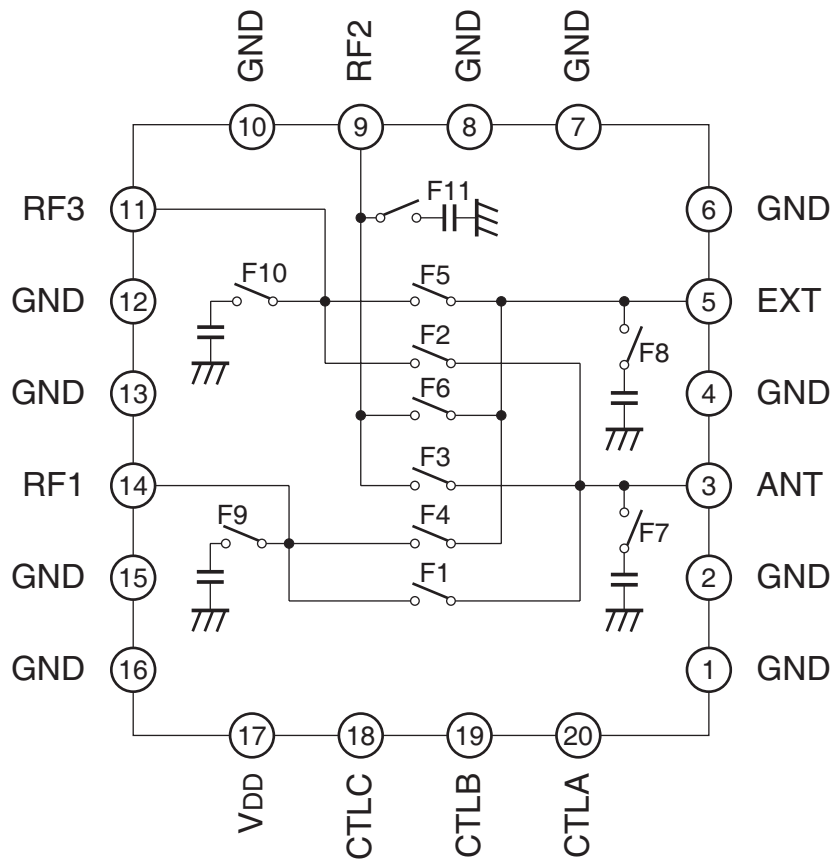 GND
RF2
GND
GND
10
9
8
7
RF3
11
F11
6
GND
GND
12
F10
F5
5
EXT
F2
F8
GND
13
F6
4
GND
RF1
14
F3
3
ANT
F9
F4
F7
GND
15
F1
2
GND
GND
16
1
GND
17
18
19
20
VDD
CTLC
CTLB
CTLA